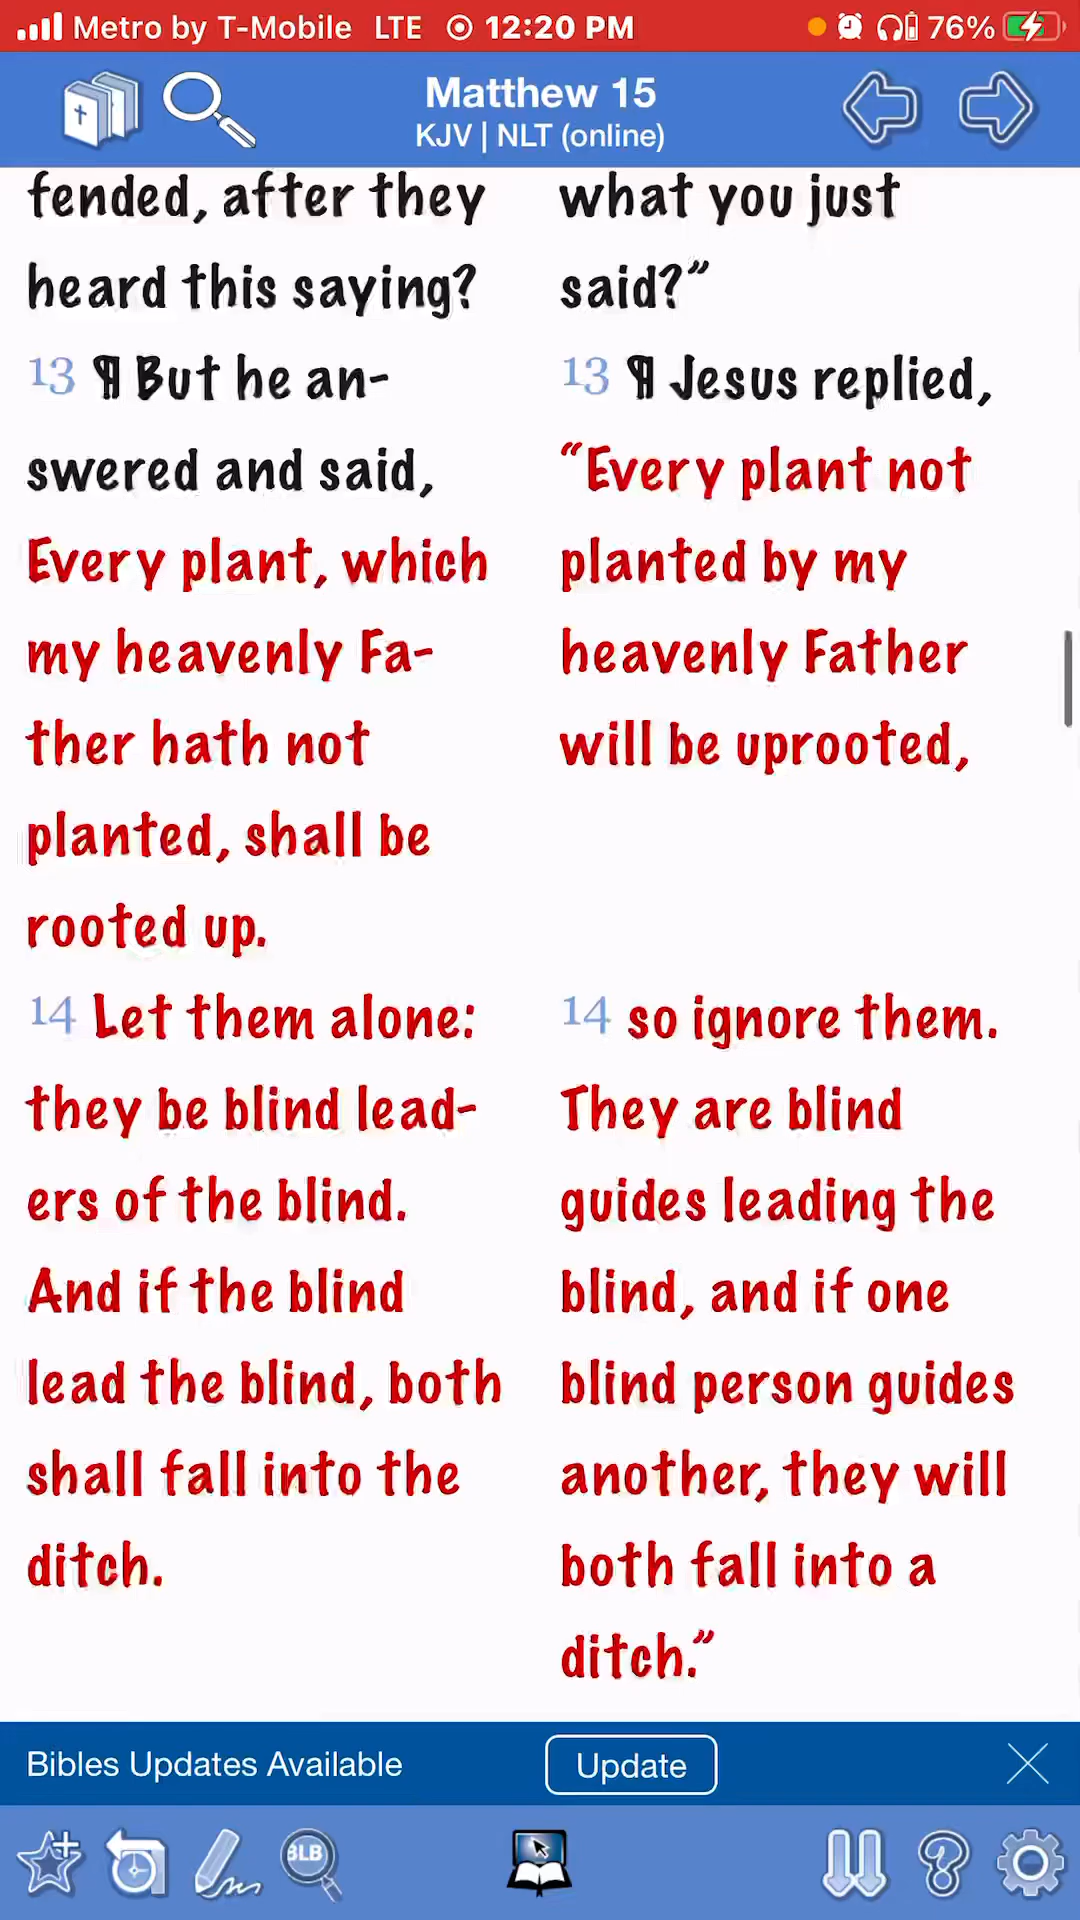 Metro by T-Mobile LTE 12:20 PM 76%
Matthew 15
KJV | NLT (online)
fended, after they
heard this saying?
13 ¶ But he an-
swered and said,
Every plant, which
my heavenly Fa-
ther hath not
planted, shall be
rooted up.
14 Let them alone:
they be blind lead-
ers of the blind.
And if the blind
lead the blind, both
shall fall into the
ditch.
what you just
said?”
13 ¶ Jesus replied,
“Every plant not
planted by my
heavenly Father
will be uprooted,
14 so ignore them.
They are blind
guides leading the
blind, and if one
blind person guides
another, they will
both fall into a
ditch.”
Bibles Updates Available
Update
BLB